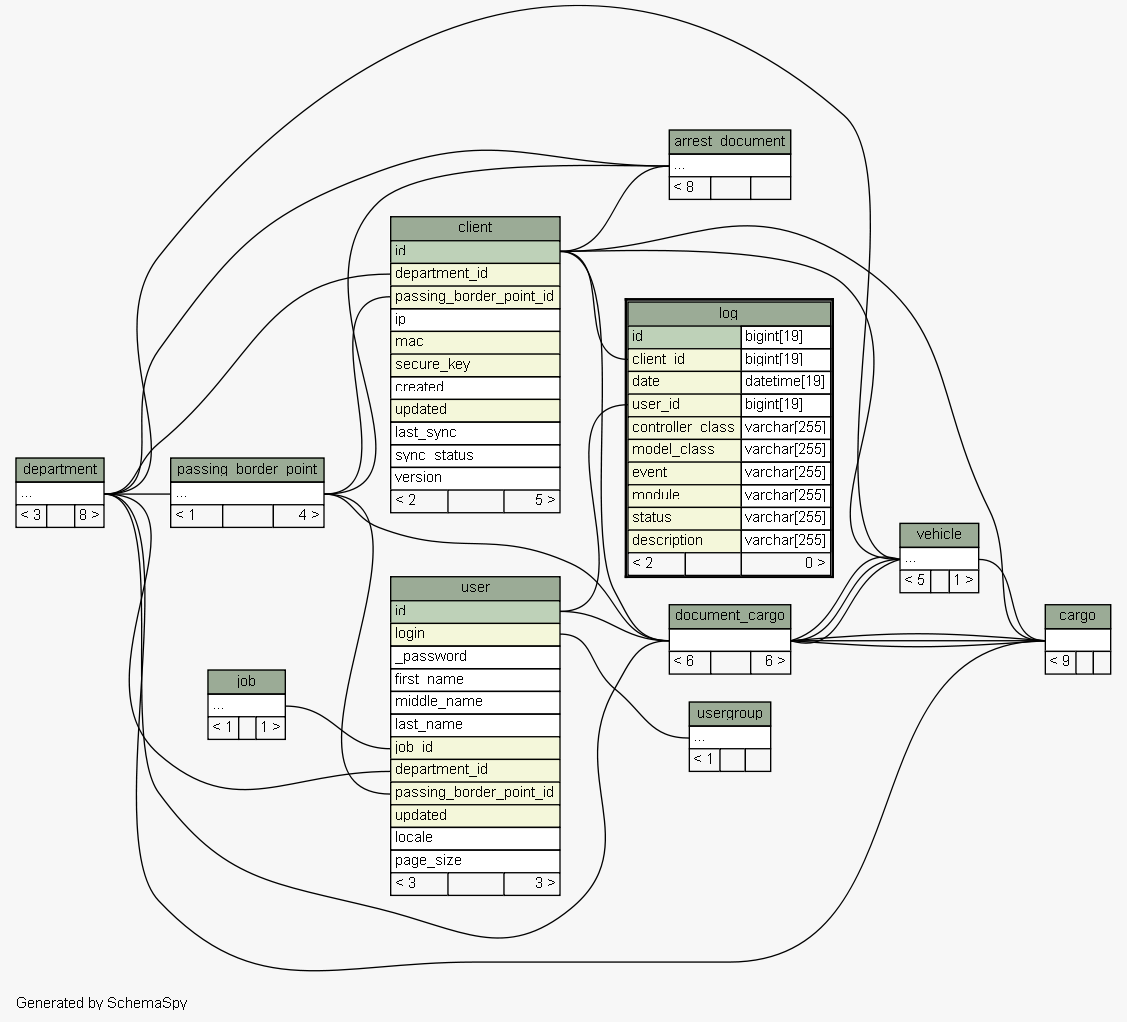 arrest_document
...
< 8
client
id
department_id
passing_border_point_id
ip
mac
secure_key
created
updated
last_sync
sync_status
version
< 2 5 >
log
id bigint[19]
client_id bigint[19]
date datetime[19]
user_id bigint[19]
controller_class varchar[255]
model_class varchar[255]
event varchar[255]
module varchar[255]
status varchar[255]
description varchar[255]
< 2 0 >
department
...
< 3 8 >
passing_border_point
...
< 1 4 >
vehicle
...
< 5 1 >
user
id
login
_password
first_name
middle_name
last_name
job_id
department_id
passing_border_point_id
updated
locale
page_size
< 3 3 >
document_cargo
< 6 6 >
cargo
< 9
job
...
< 1 1 >
usergroup
...
< 1
Generated by SchemaSpy